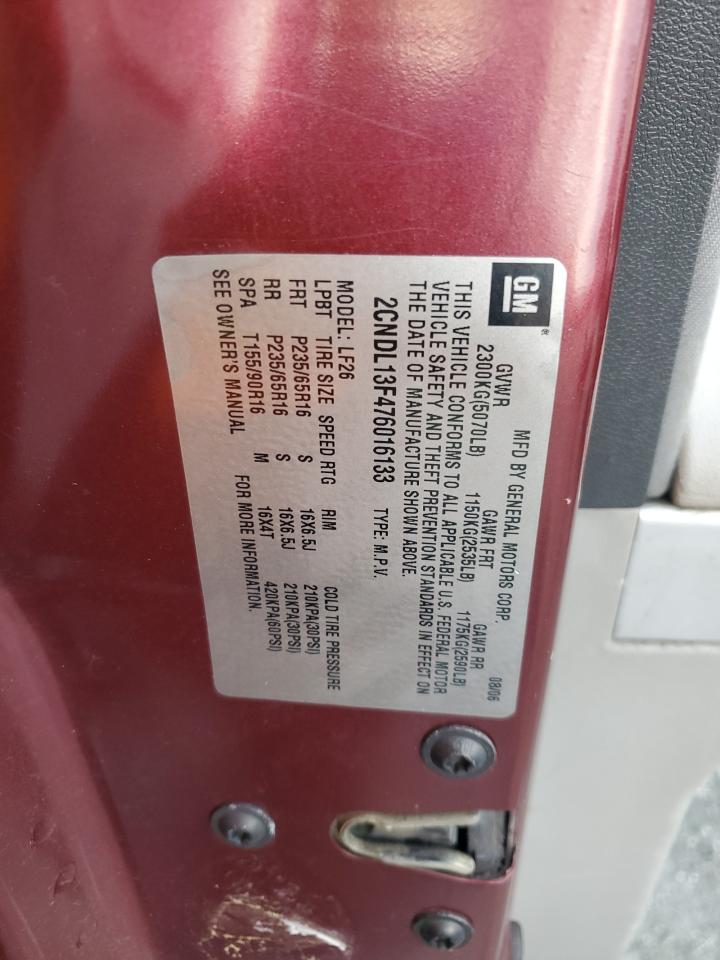 GM ®
MFD BY GENERAL MOTORS CORP. 08/06
GVWR GAWR FRT GAWR RR
2300KG(5070LB) 1150KG(2535LB) 1175KG(2590LB)
THIS VEHICLE CONFORMS TO ALL APPLICABLE U.S. FEDERAL MOTOR
VEHICLE SAFETY AND THEFT PREVENTION STANDARDS IN EFFECT ON
THE DATE OF MANUFACTURE SHOWN ABOVE.
2CNDL13F476016133 TYPE: M.P.V.
MODEL: LF26
LPBT TIRE SIZE SPEED RTG RIM COLD TIRE PRESSURE
FRT P235/65R16 S 16X6.5J 210KPA(30PSI)
RR P235/65R16 S 16X6.5J 210KPA(30PSI)
SPA T155/90R16 M 16X4T 420KPA(60PSI)
SEE OWNER'S MANUAL FOR MORE INFORMATION.